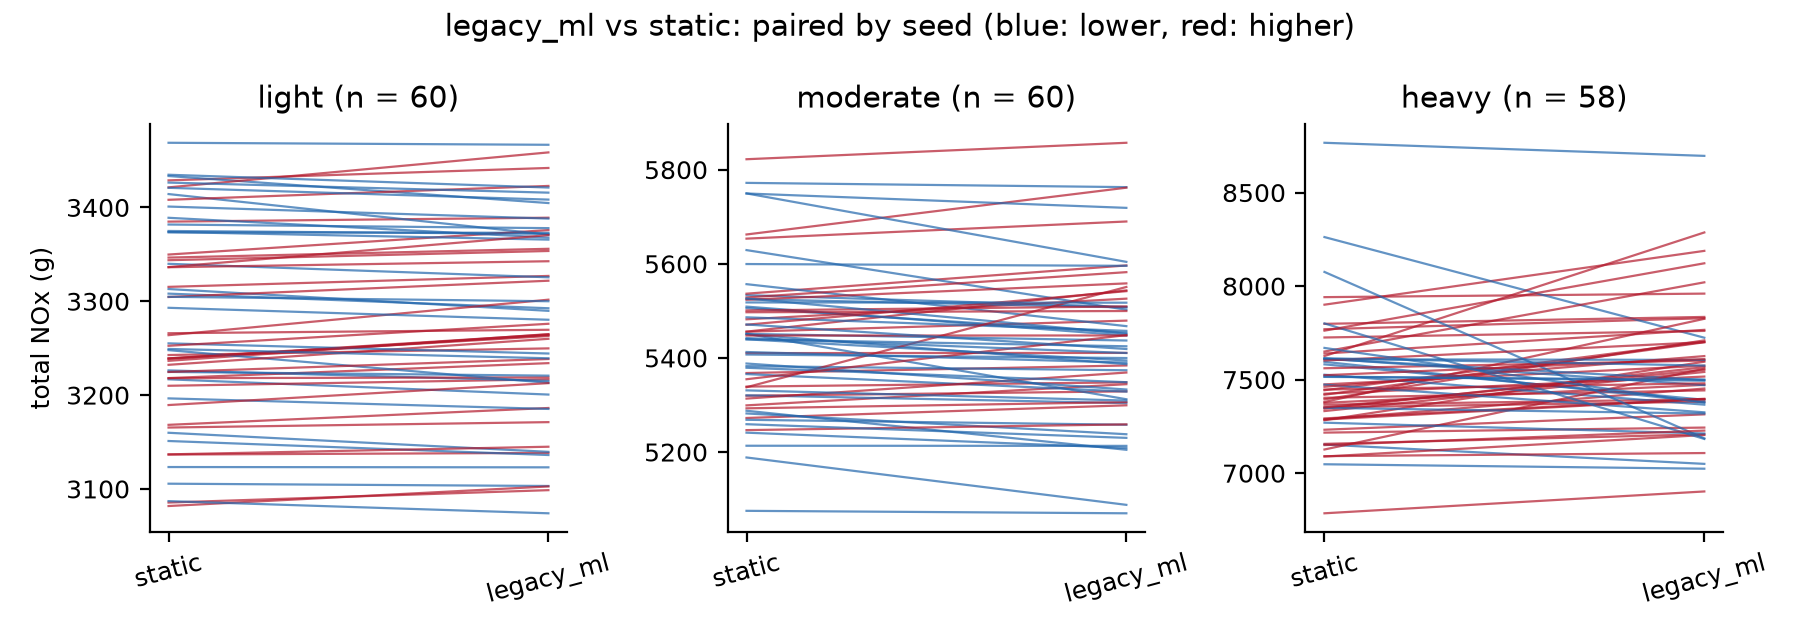 legacy_ml vs static: paired by seed (blue: lower, red: higher)
light (n = 60)
moderate (n = 60)
heavy (n = 58)
total NOx (g)
3400
3300
3200
3100
static
legacy_ml
5800
5600
5400
5200
static
legacy_ml
8500
8000
7500
7000
static
legacy_ml